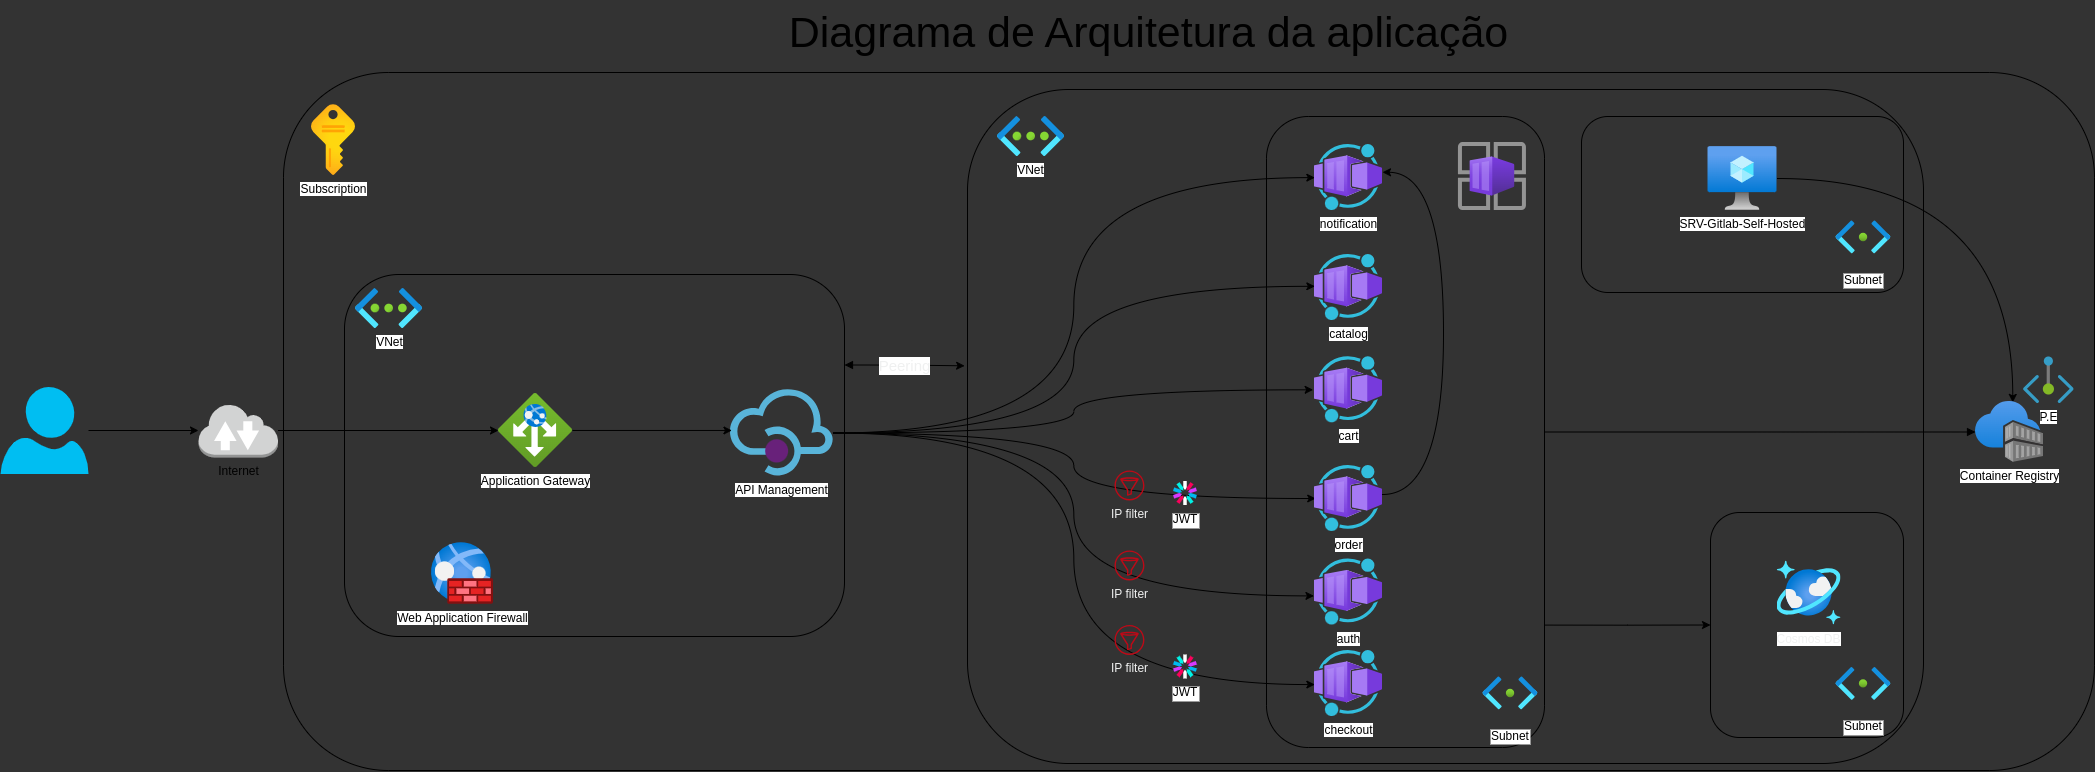 Diagrama de Arquitetura da aplicação
Subscription
VNet
VNet
Internet
Application Gateway
API Management
Web Application Firewall
Peering
IP filter
JWT
IP filter
IP filter
JWT
notification
catalog
cart
order
auth
checkout
Subnet
SRV-Gitlab-Self-Hosted
Subnet
P.E
Container Registry
Cosmos DB
Subnet